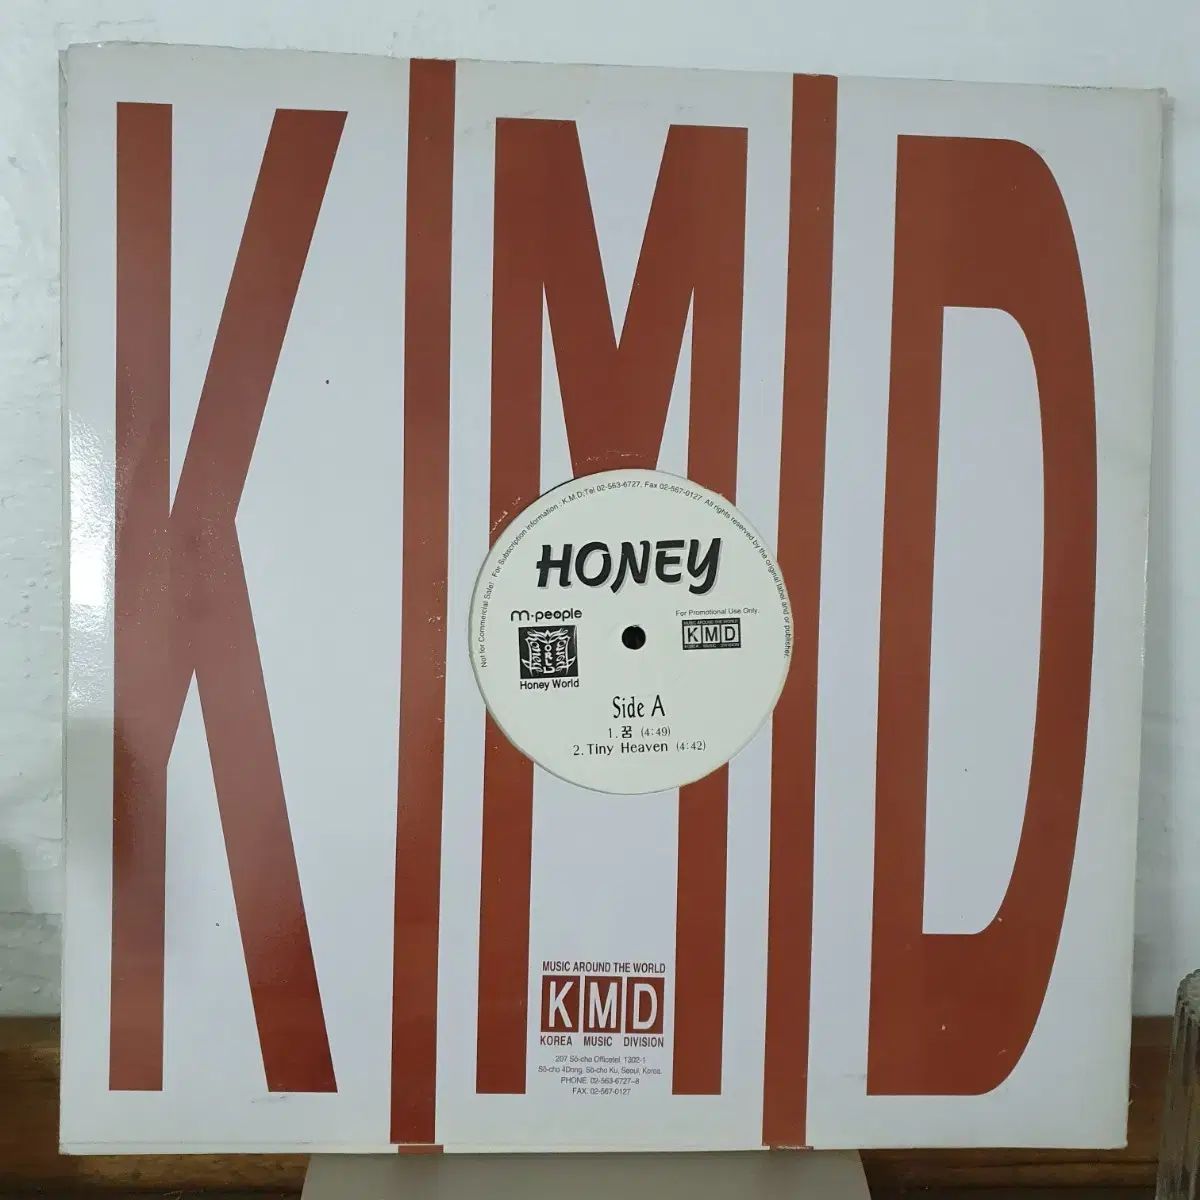 KMD
Not for Commercial Sale! For Subscription Information : K.M.D.Tel 02-563-6727, Fax 02-567-0127 All rights reserved by the original label and or publisher.
HONEY
m·people
For Promotional Use Only.
MUSIC AROUND THE WORLD
KMD
KOREA MUSIC DIVISION
WORLD
Honey World
Side A
1. 꿈 (4:49)
2. Tiny Heaven (4:42)
MUSIC AROUND THE WORLD
KMD
KOREA MUSIC DIVISION
207 Sŏ-cho Officetel, 1302-1
Sŏ-cho 4Dong, Sŏ-cho Ku, Seoul, Korea.
PHONE. 02-563-6727~8
FAX. 02-567-0127